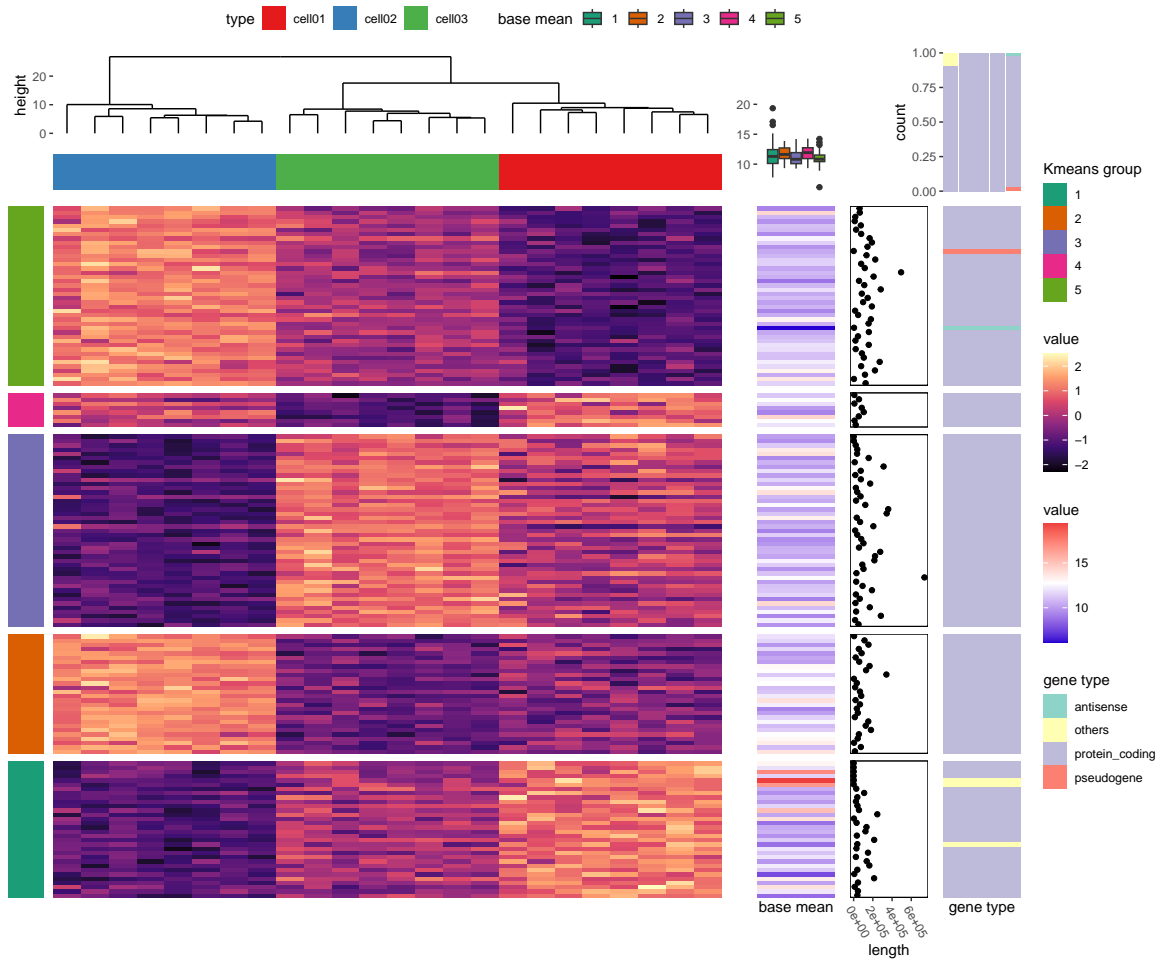 type cell01 cell02 cell03 base mean 1 2 3 4 5
height
20
10
0
20
15
10
count
1.00
0.75
0.50
0.25
0.00
Kmeans group
1
2
3
4
5
value
2
1
0
−1
−2
value
15
10
gene type
antisense
others
protein_coding
pseudogene
base mean
0e+00
2e+05
4e+05
6e+05
length
gene type